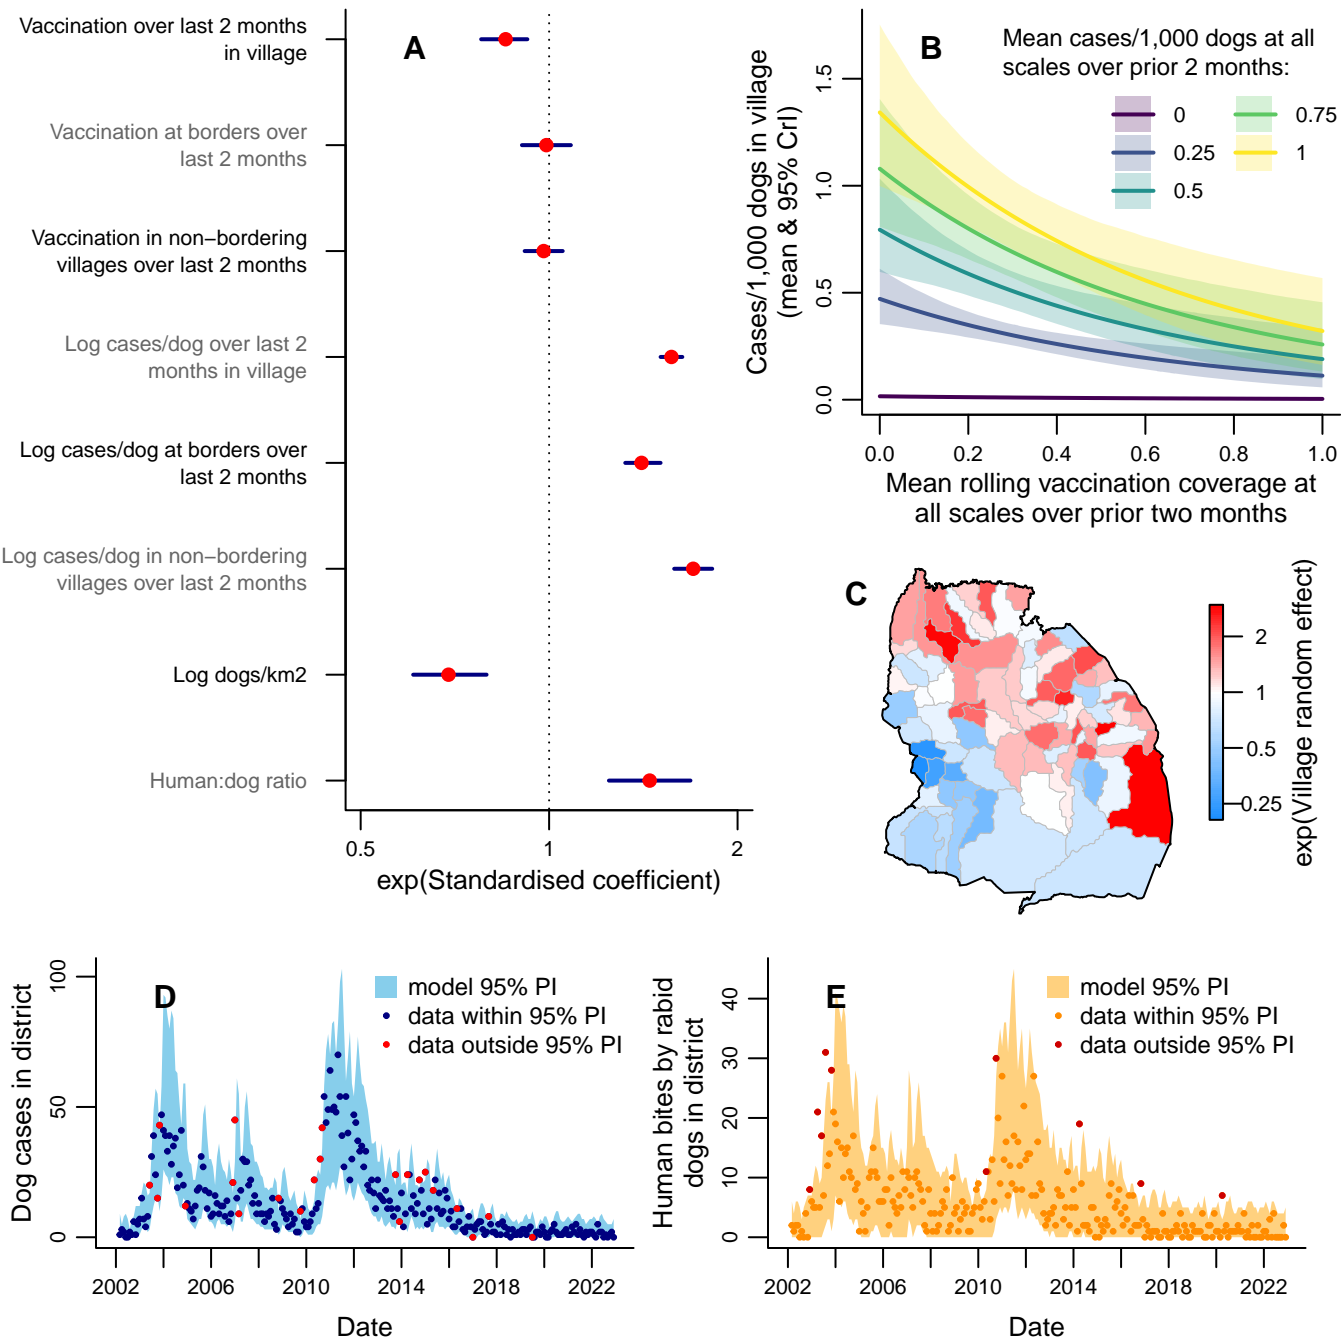 A
Vaccination over last 2 months
in village
Vaccination at borders over
last 2 months
Vaccination in non−bordering
villages over last 2 months
Log cases/dog over last 2
months in village
Log cases/dog at borders over
last 2 months
Log cases/dog in non−bordering
villages over last 2 months
Log dogs/km2
Human:dog ratio
0.5 1 2
exp(Standardised coefficient)
B
Mean cases/1,000 dogs at all
scales over prior 2 months:
0
0.25
0.5
0.75
1
Cases/1,000 dogs in village
(mean & 95% CrI)
1.5
1.0
0.5
0.0
0.0 0.2 0.4 0.6 0.8 1.0
Mean rolling vaccination coverage at
all scales over prior two months
C
2
1
0.5
0.25
exp(Village random effect)
D
model 95% PI
data within 95% PI
data outside 95% PI
Dog cases in district
100
50
0
2002 2006 2010 2014 2018 2022
Date
E
model 95% PI
data within 95% PI
data outside 95% PI
Human bites by rabid
dogs in district
40
30
20
10
0
2002 2006 2010 2014 2018 2022
Date